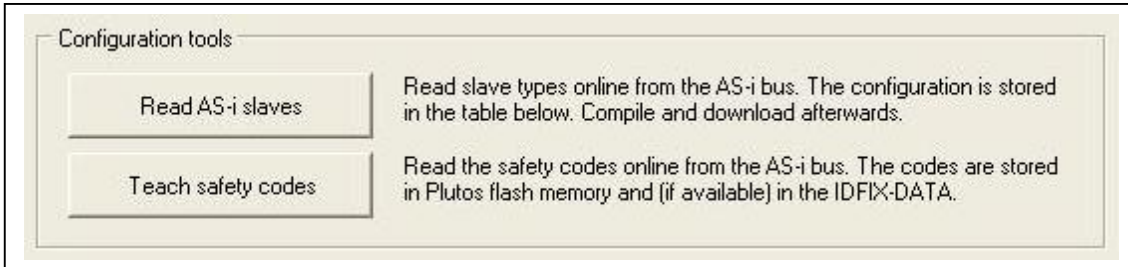 Configuration tools
Read AS-i slaves
Read slave types online from the AS-i bus. The configuration is stored
in the table below. Compile and download afterwards.
Teach safety codes
Read the safety codes online from the AS-i bus. The codes are stored
in Plutos flash memory and (if available) in the IDFIX-DATA.